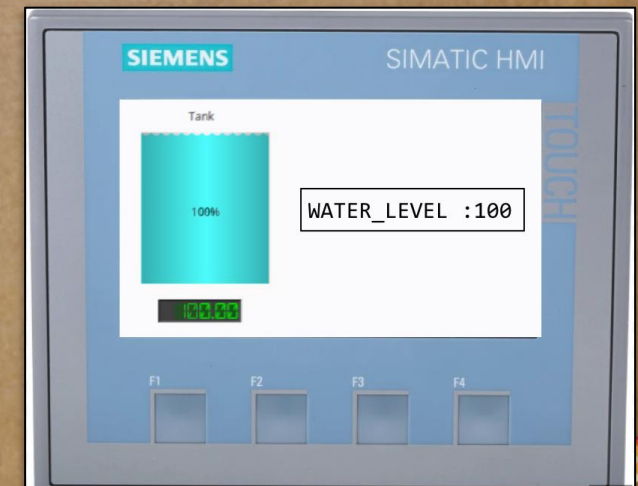 SIEMENS
SIMATIC HMI
TOUCH
Tank
100%
WATER_LEVEL :100
100.00
F1
F2
F3
F4